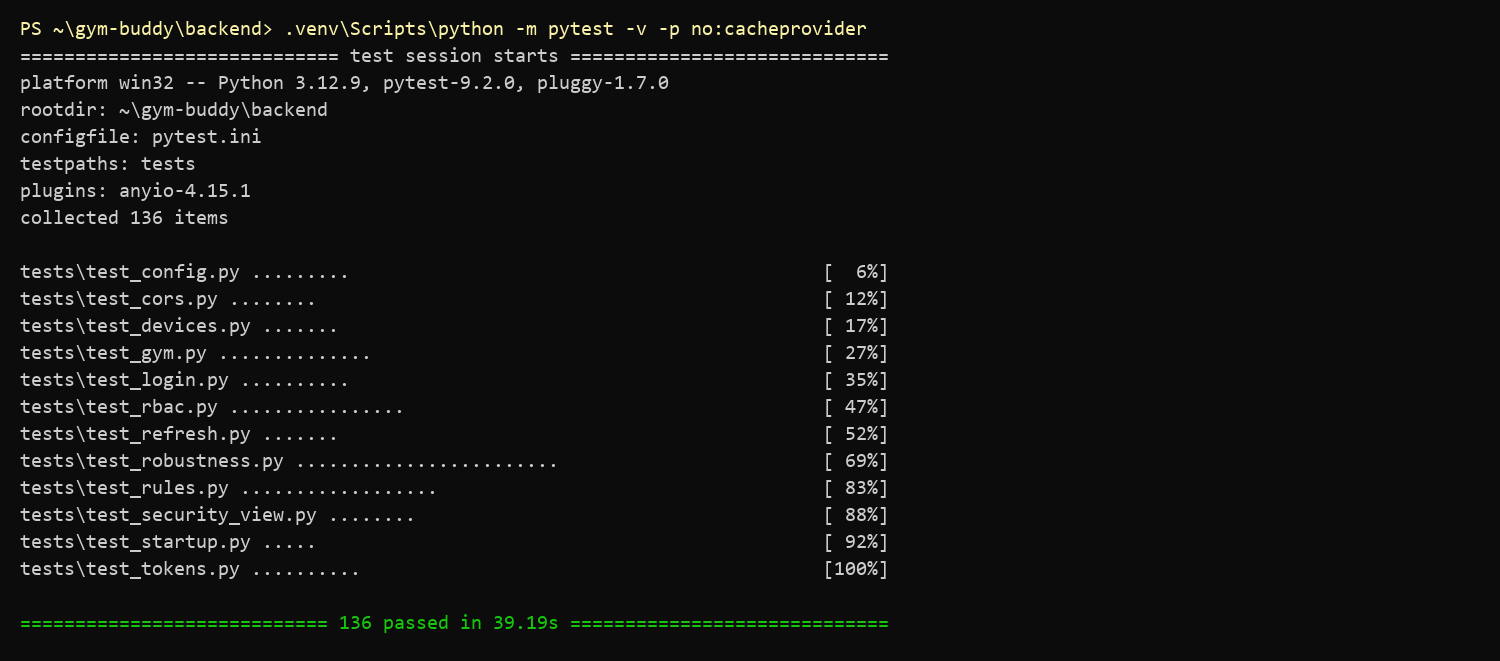 PS ~\gym-buddy\backend> .venv\Scripts\python -m pytest -v -p no:cacheprovider
============================= test session starts =============================
platform win32 -- Python 3.12.9, pytest-9.2.0, pluggy-1.7.0
rootdir: ~\gym-buddy\backend
configfile: pytest.ini
testpaths: tests
plugins: anyio-4.15.1
collected 136 items

tests\test_config.py .........                                           [  6%]
tests\test_cors.py ........                                              [ 12%]
tests\test_devices.py .......                                            [ 17%]
tests\test_gym.py ..............                                         [ 27%]
tests\test_login.py ..........                                           [ 35%]
tests\test_rbac.py ................                                      [ 47%]
tests\test_refresh.py .......                                            [ 52%]
tests\test_robustness.py ........................                        [ 69%]
tests\test_rules.py ..................                                   [ 83%]
tests\test_security_view.py ........                                     [ 88%]
tests\test_startup.py .....                                              [ 92%]
tests\test_tokens.py ..........                                          [100%]

============================ 136 passed in 39.19s =============================